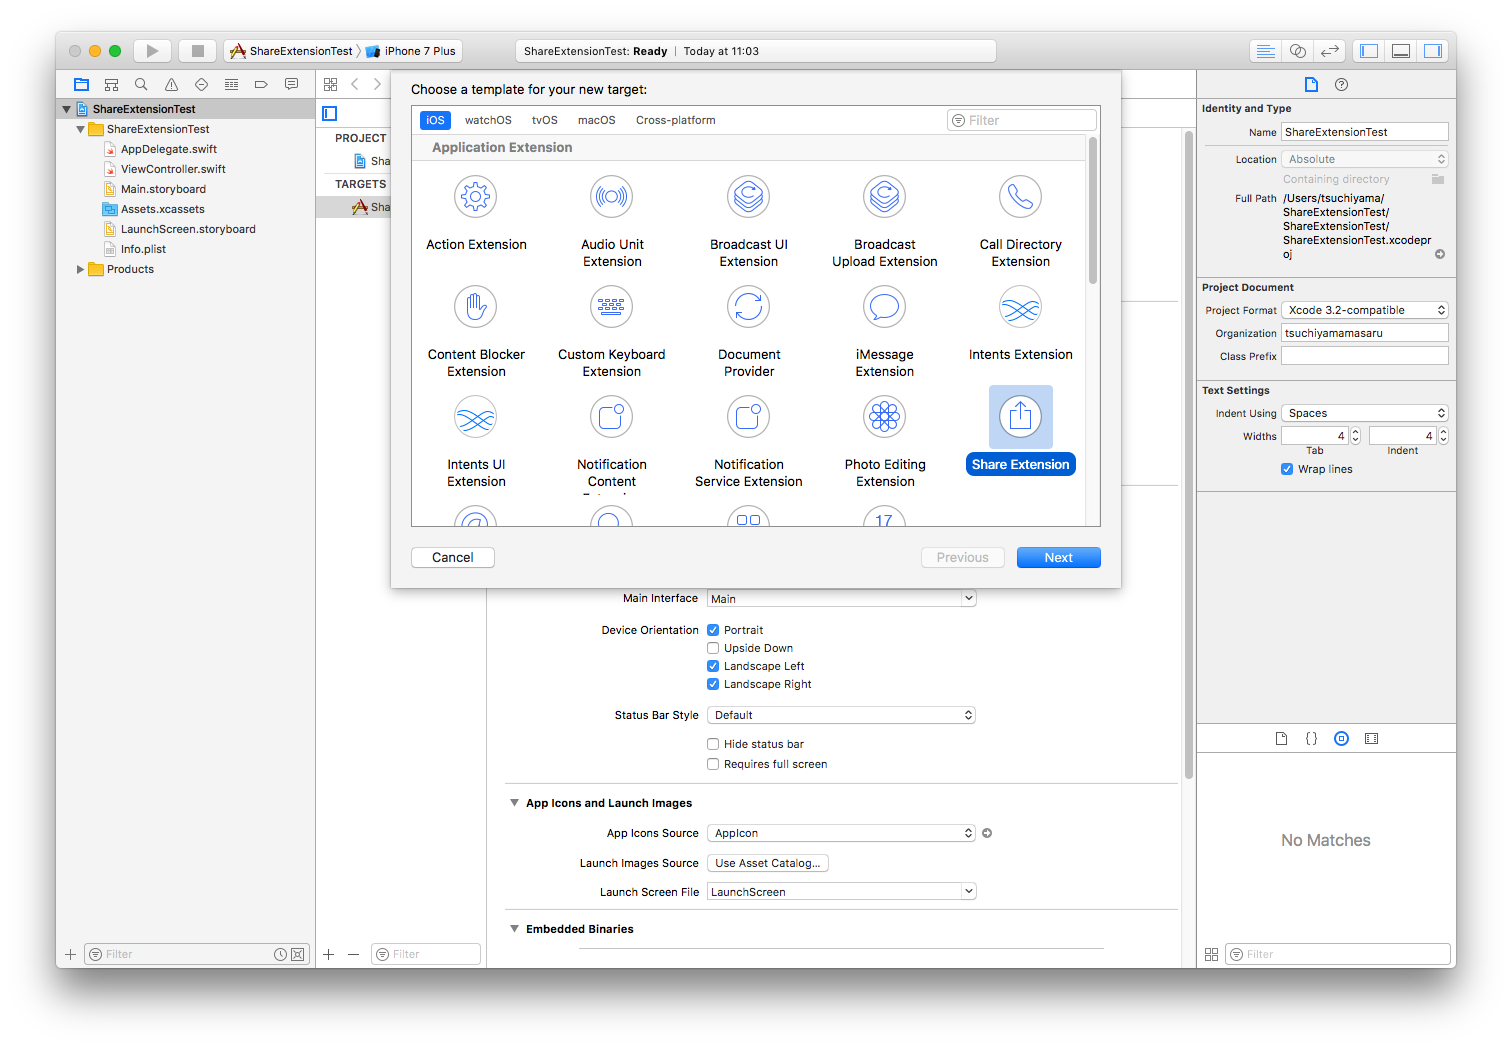 ShareExtensionTest
iPhone 7 Plus
ShareExtensionTest: Ready | Today at 11:03
ShareExtensionTest
ShareExtensionTest
AppDelegate.swift
ViewController.swift
Main.storyboard
Assets.xcassets
LaunchScreen.storyboard
Info.plist
Products
Filter
PROJECT
Sha
TARGETS
Sha
Filter
Choose a template for your new target:
iOS watchOS tvOS macOS Cross-platform
Filter
Application Extension
Action Extension
Audio Unit
Extension
Broadcast UI
Extension
Broadcast
Upload Extension
Call Directory
Extension
Content Blocker
Extension
Custom Keyboard
Extension
Document
Provider
iMessage
Extension
Intents Extension
Intents UI
Extension
Notification
Content
Notification
Service Extension
Photo Editing
Extension
Share Extension
17
Cancel
Previous
Next
Main Interface Main
Device Orientation Portrait
Upside Down
Landscape Left
Landscape Right
Status Bar Style Default
Hide status bar
Requires full screen
App Icons and Launch Images
App Icons Source AppIcon
Launch Images Source Use Asset Catalog...
Launch Screen File LaunchScreen
Embedded Binaries
Identity and Type
Name ShareExtensionTest
Location Absolute
Containing directory
Full Path /Users/tsuchiyama/
ShareExtensionTest/
ShareExtensionTest/
ShareExtensionTest.xcodepr
oj
Project Document
Project Format Xcode 3.2-compatible
Organization tsuchiyamamasaru
Class Prefix
Text Settings
Indent Using Spaces
Widths 4 4
Tab Indent
Wrap lines
No Matches
Filter